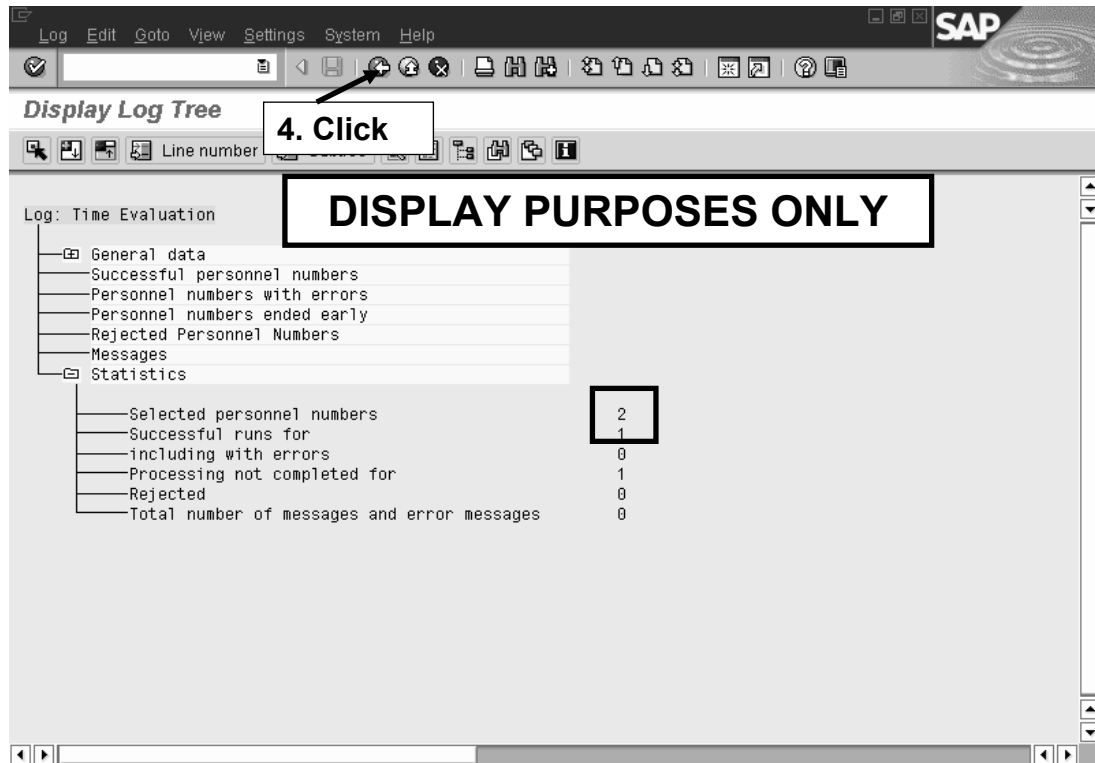 Log Edit Goto View Settings System Help
SAP
Display Log Tree
4. Click
Line number
DISPLAY PURPOSES ONLY
Log: Time Evaluation
General data
Successful personnel numbers
Personnel numbers with errors
Personnel numbers ended early
Rejected Personnel Numbers
Messages
Statistics
Selected personnel numbers 2
Successful runs for 1
including with errors 0
Processing not completed for 1
Rejected 0
Total number of messages and error messages 0